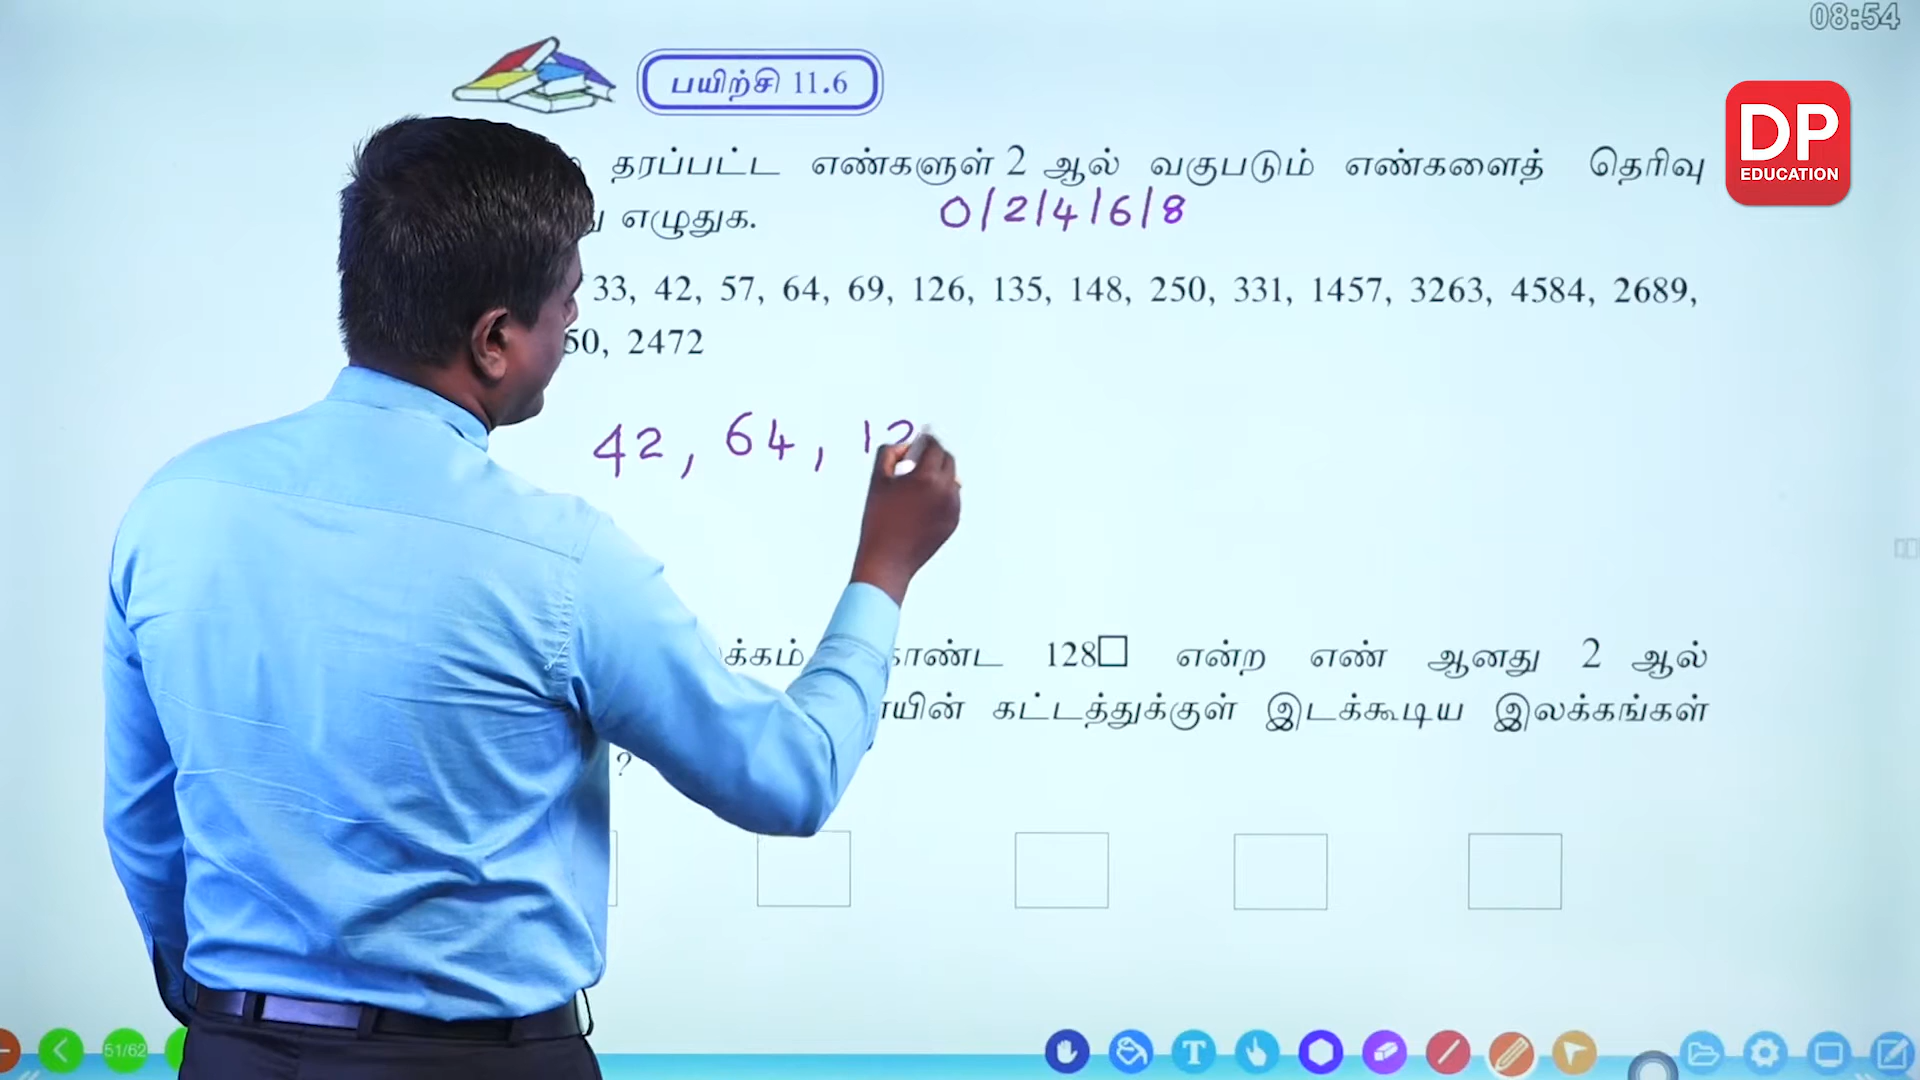 08:54
பயிற்சி 11.6
DP
EDUCATION
தரப்பட்ட எண்களுள் 2 ஆல் வகுபடும் எண்களைத் தெரிவு
எழுதுக. 0/2/4/6/8
33, 42, 57, 64, 69, 126, 135, 148, 250, 331, 1457, 3263, 4584, 2689,
2472
42, 64, 12
128□ என்ற எண் ஆனது 2 ஆல்
கட்டத்துக்குள் இடக்கூடிய இலக்கங்கள்
?
51/62